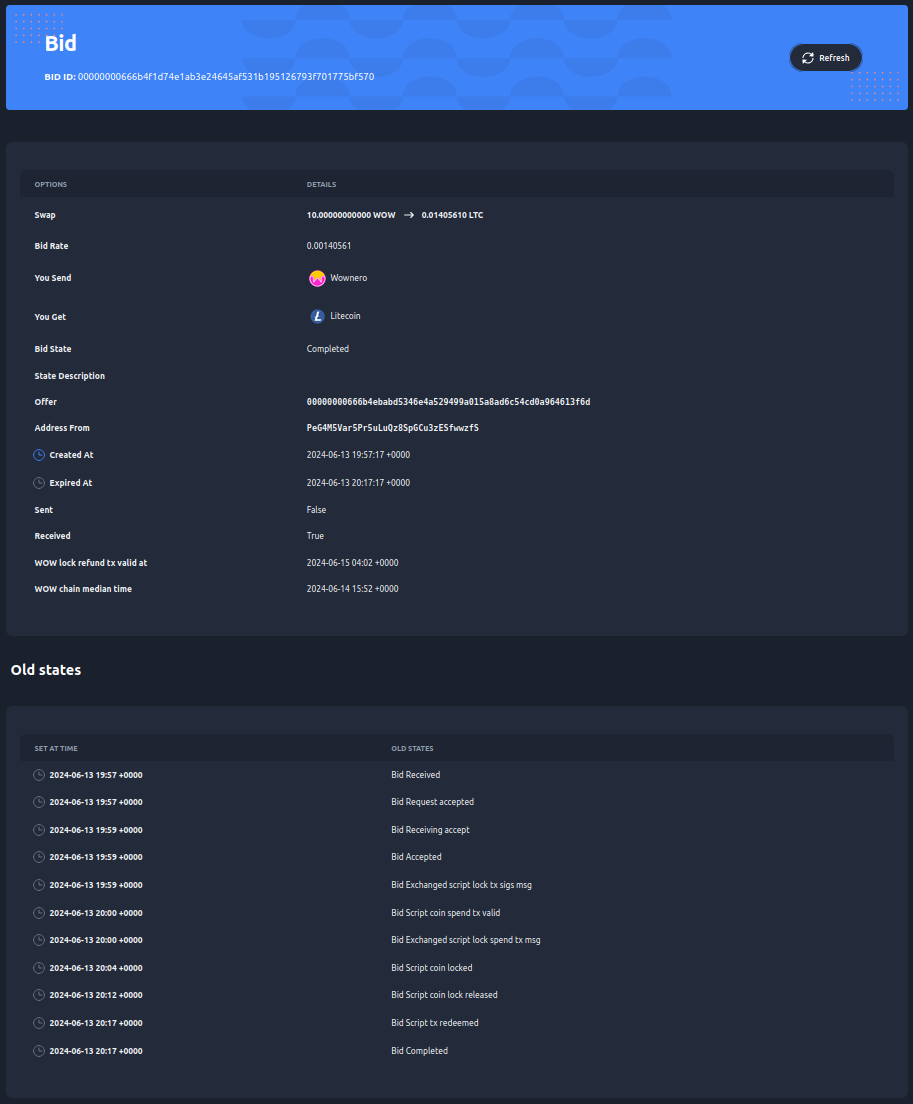 Bid
BID ID: 00000000666b4f1d74e1ab3e24645af531b195126793f701775bf570
Refresh
OPTIONS DETAILS
Swap 10.00000000000 WOW → 0.01405610 LTC
Bid Rate 0.00140561
You Send Wownero
You Get Litecoin
Bid State Completed
State Description
Offer 00000000666b4ebabd5346e4a529499a015a8ad6c54cd0a964613f6d
Address From PeG4M5Var5Pr5uLuQz8SpGCu3zESfwwzfS
Created At 2024-06-13 19:57:17 +0000
Expired At 2024-06-13 20:17:17 +0000
Sent False
Received True
WOW lock refund tx valid at 2024-06-15 04:02 +0000
WOW chain median time 2024-06-14 15:52 +0000
Old states
SET AT TIME OLD STATES
2024-06-13 19:57 +0000 Bid Received
2024-06-13 19:57 +0000 Bid Request accepted
2024-06-13 19:59 +0000 Bid Receiving accept
2024-06-13 19:59 +0000 Bid Accepted
2024-06-13 19:59 +0000 Bid Exchanged script lock tx sigs msg
2024-06-13 20:00 +0000 Bid Script coin spend tx valid
2024-06-13 20:00 +0000 Bid Exchanged script lock spend tx msg
2024-06-13 20:04 +0000 Bid Script coin locked
2024-06-13 20:12 +0000 Bid Script coin lock released
2024-06-13 20:17 +0000 Bid Script tx redeemed
2024-06-13 20:17 +0000 Bid Completed